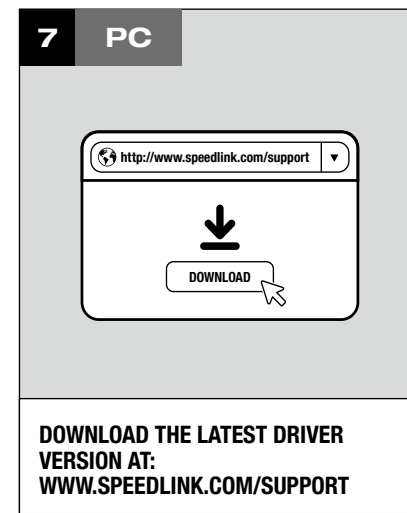 7 PC
http://www.speedlink.com/support
DOWNLOAD
DOWNLOAD THE LATEST DRIVER
VERSION AT:
WWW.SPEEDLINK.COM/SUPPORT